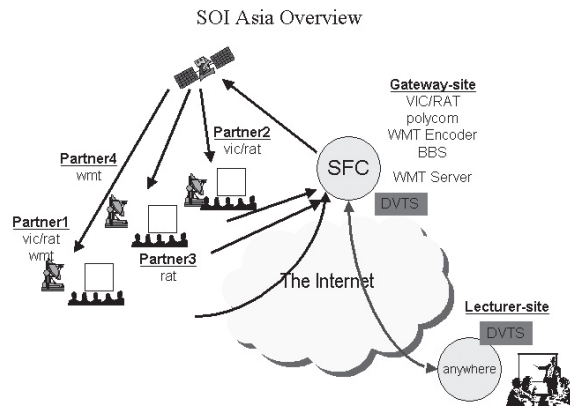 SOI Asia Overview
Gateway-site
VIC/RAT
polycom
WMT Encoder
BBS
WMT Server
DVTS
SFC
Partner2
vic/rat
Partner4
wmt
Partner1
vic/rat
wmt
Partner3
rat
The Internet
Lecturer-site
DVTS
anywhere